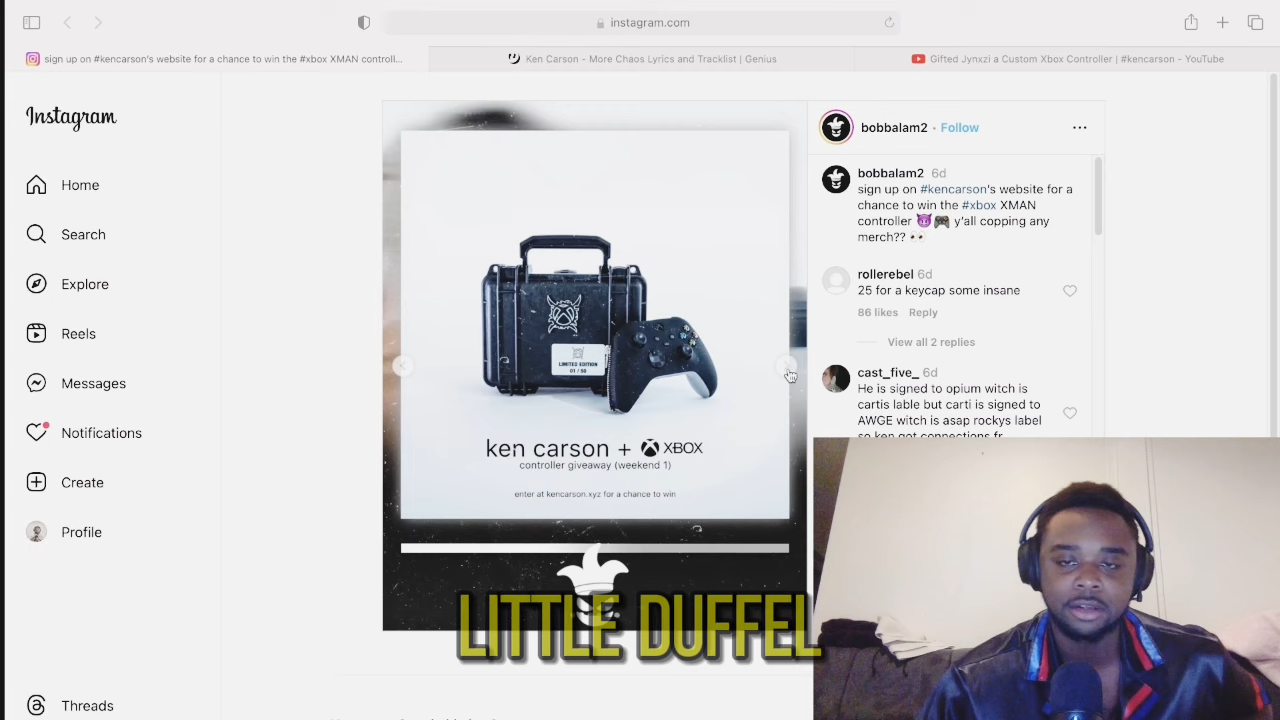 instagram.com
sign up on #kencarson's website for a chance to win the #xbox XMAN controll...
Ken Carson - More Chaos Lyrics and Tracklist | Genius
Gifted Jynxzi a Custom Xbox Controller | #kencarson - YouTube
Instagram
Home
Search
Explore
Reels
Messages
Notifications
Create
Profile
Threads
LIMITED EDITION
01 / 50
ken carson + XBOX
controller giveaway (weekend 1)
enter at kencarson.xyz for a chance to win
LITTLE DUFFEL
bobbalam2 • Follow
bobbalam2 6d
sign up on #kencarson's website for a
chance to win the #xbox XMAN
controller 😈🎮 y'all copping any
merch?? 👀
rollerebel 6d
25 for a keycap some insane
86 likes Reply
View all 2 replies
cast_five_ 6d
He is signed to opium witch is
cartis lable but carti is signed to
AWGE witch is asap rockys label
so ken got connections fr